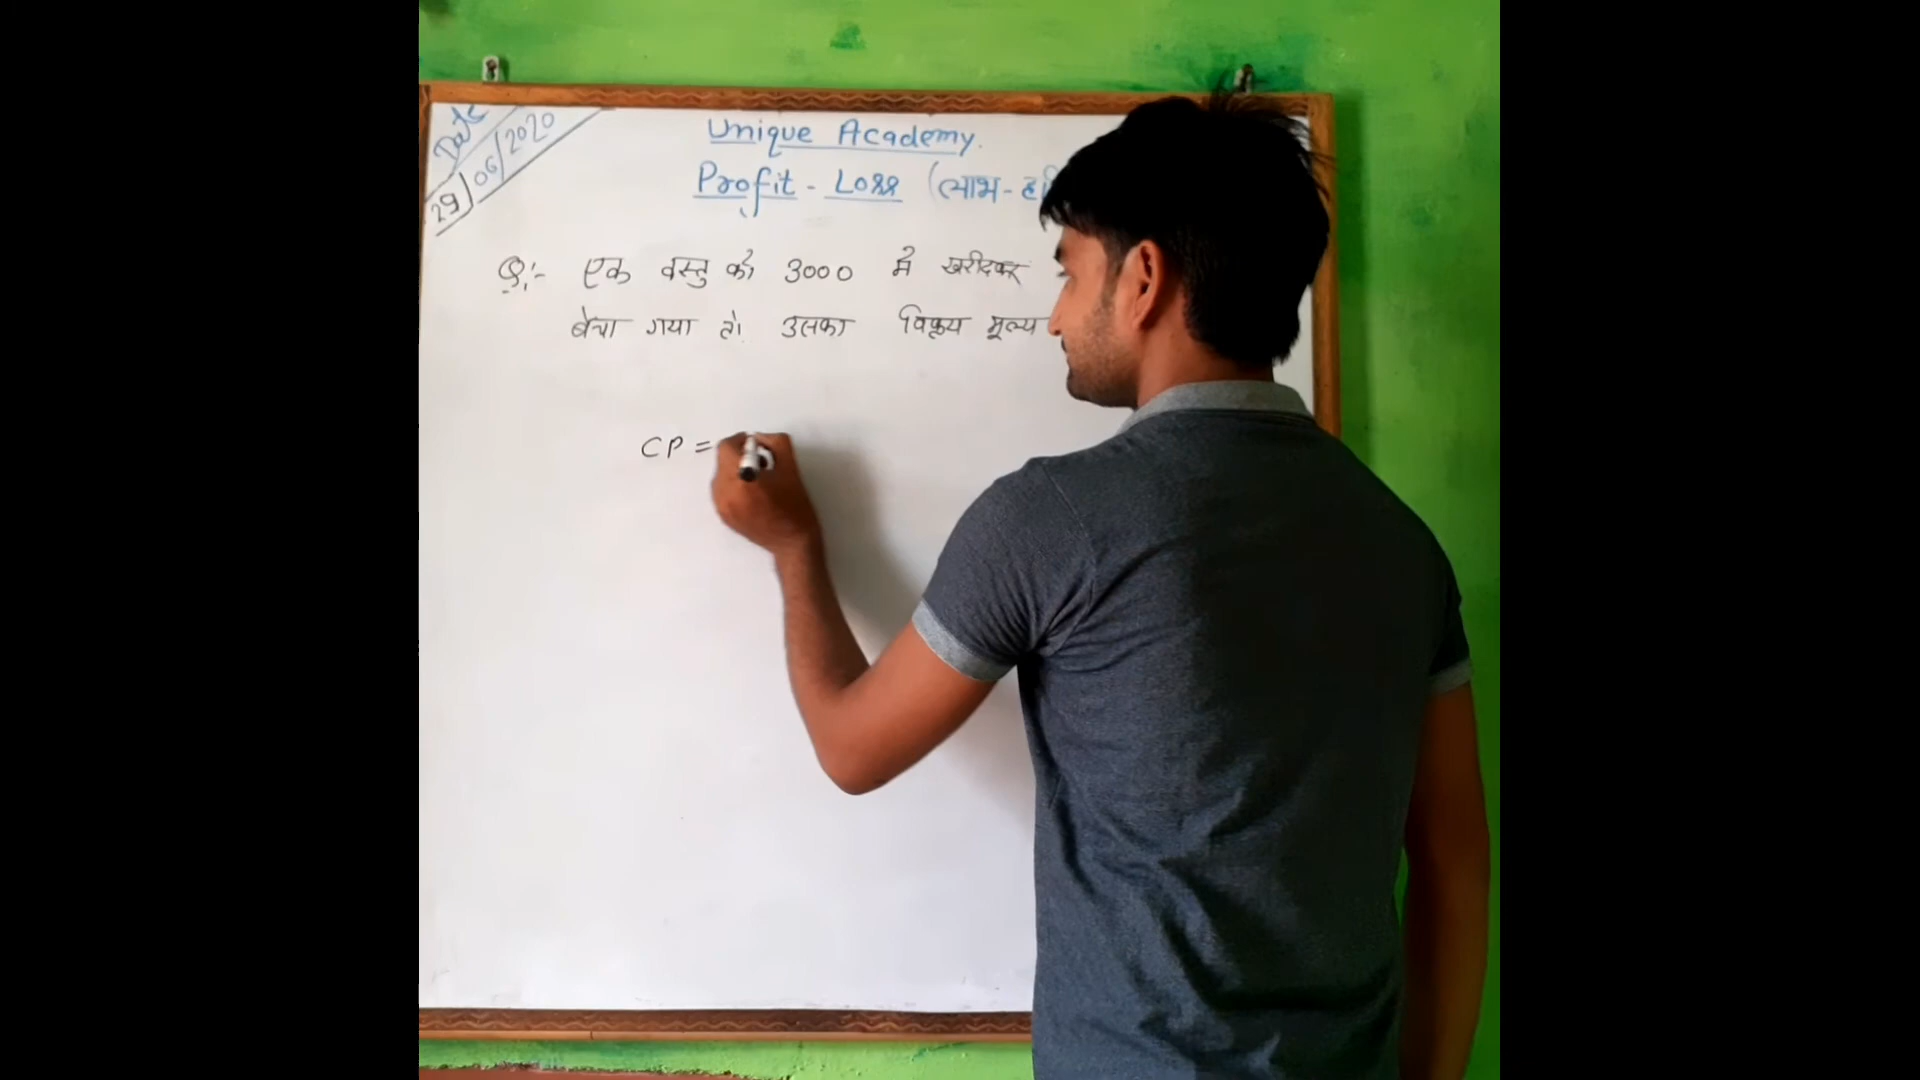 Date
29/06/2020
Unique Academy.
Profit - Loss (लाभ-हा
Q:- एक वस्तु को 3000 में खरीदकर
बेचा गया हो। उसका विक्रय मूल्य
CP =